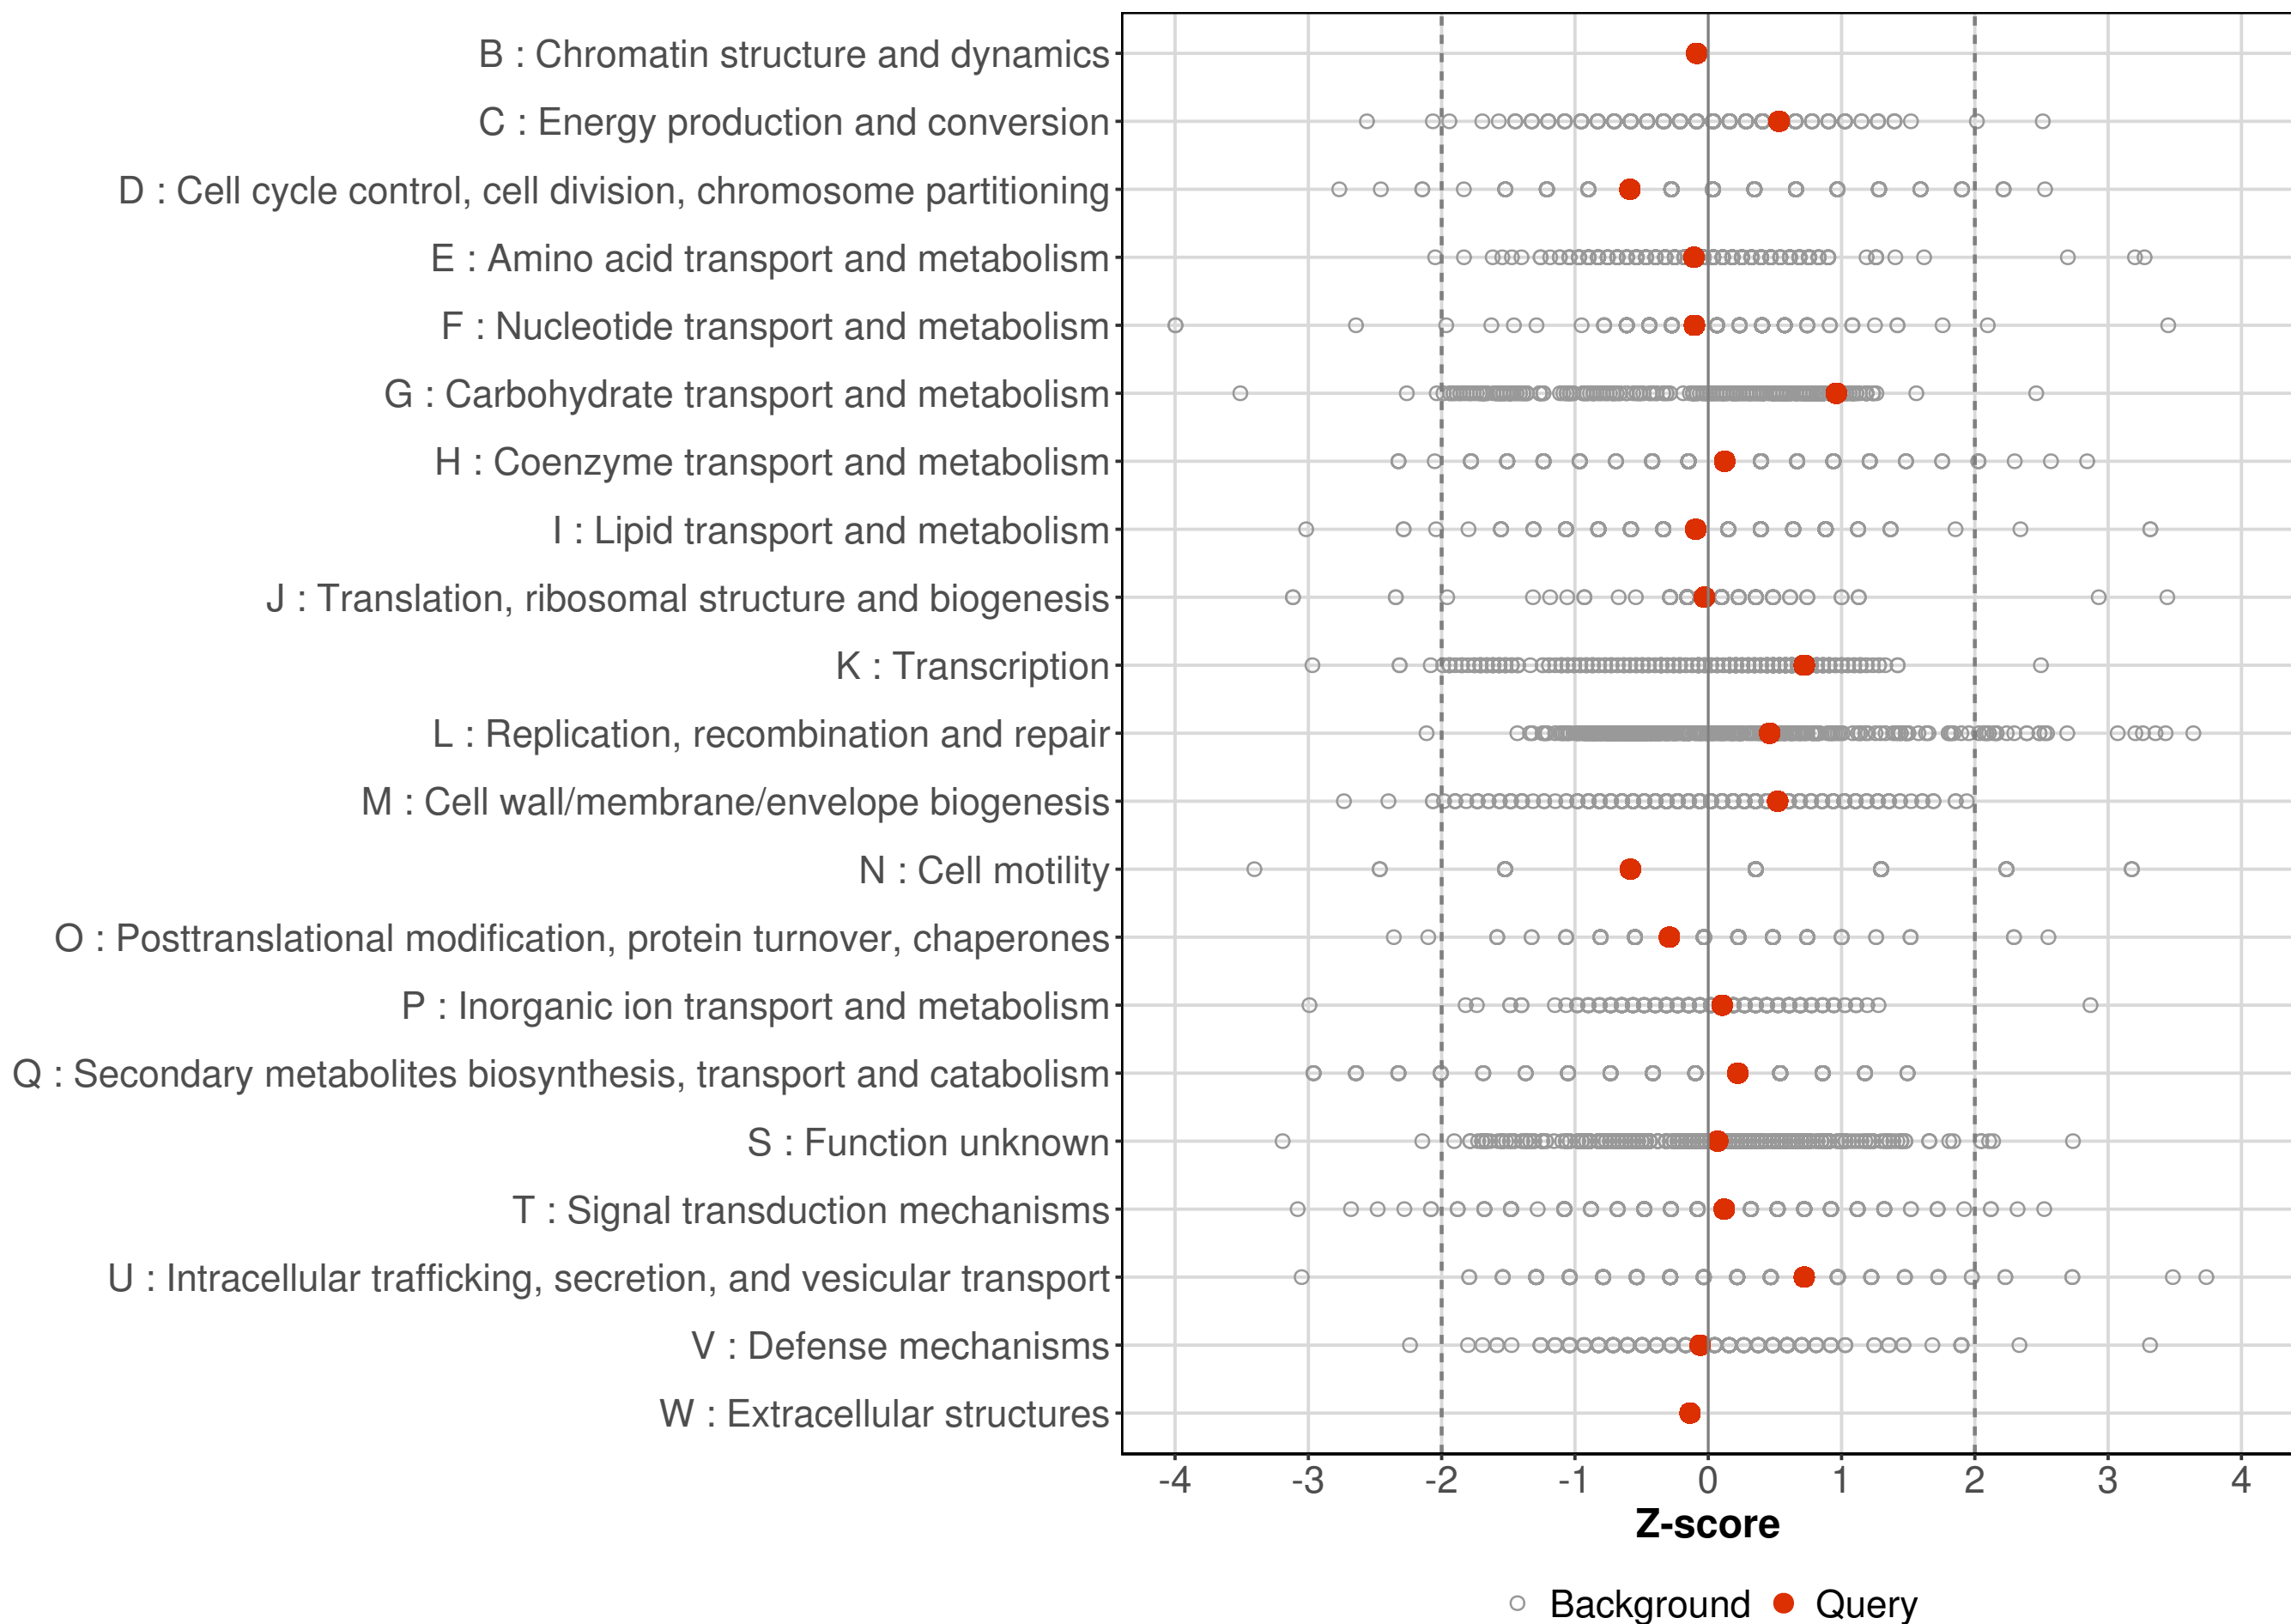 B : Chromatin structure and dynamics
C : Energy production and conversion
D : Cell cycle control, cell division, chromosome partitioning
E : Amino acid transport and metabolism
F : Nucleotide transport and metabolism
G : Carbohydrate transport and metabolism
H : Coenzyme transport and metabolism
I : Lipid transport and metabolism
J : Translation, ribosomal structure and biogenesis
K : Transcription
L : Replication, recombination and repair
M : Cell wall/membrane/envelope biogenesis
N : Cell motility
O : Posttranslational modification, protein turnover, chaperones
P : Inorganic ion transport and metabolism
Q : Secondary metabolites biosynthesis, transport and catabolism
S : Function unknown
T : Signal transduction mechanisms
U : Intracellular trafficking, secretion, and vesicular transport
V : Defense mechanisms
W : Extracellular structures
-4 -3 -2 -1 0 1 2 3 4
Z-score
Background Query